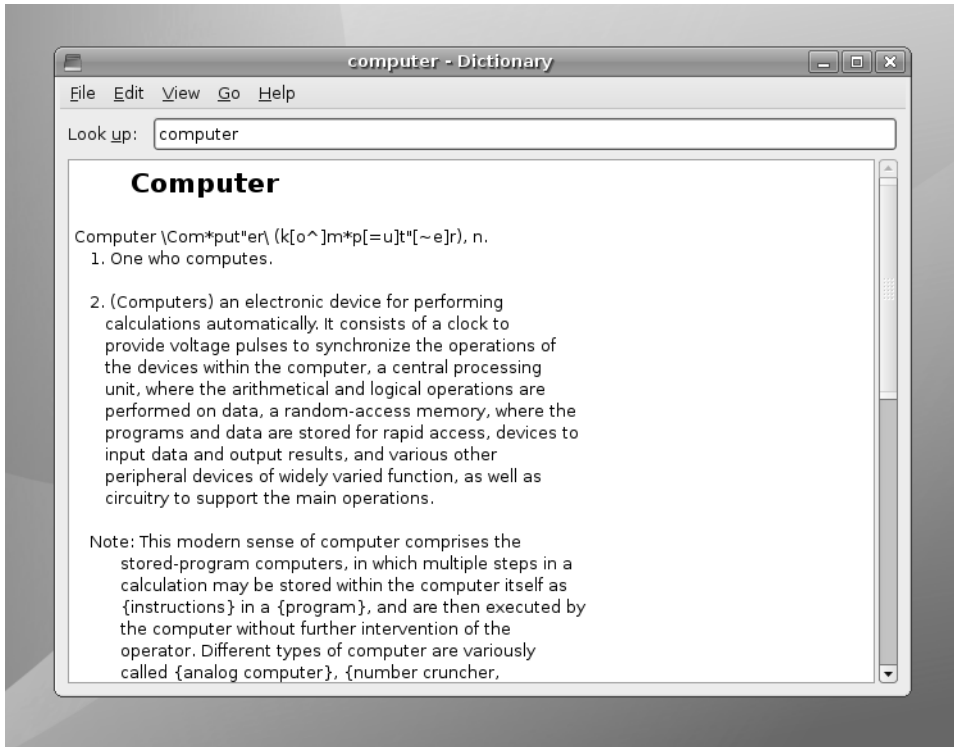 computer - Dictionary
File Edit View Go Help
Look up: computer
Computer
Computer \Com*put"er\ (k[o^]m*p[=u]t"[~e]r), n.
1. One who computes.
2. (Computers) an electronic device for performing
calculations automatically. It consists of a clock to
provide voltage pulses to synchronize the operations of
the devices within the computer, a central processing
unit, where the arithmetical and logical operations are
performed on data, a random-access memory, where the
programs and data are stored for rapid access, devices to
input data and output results, and various other
peripheral devices of widely varied function, as well as
circuitry to support the main operations.
Note: This modern sense of computer comprises the
stored-program computers, in which multiple steps in a
calculation may be stored within the computer itself as
{instructions} in a {program}, and are then executed by
the computer without further intervention of the
operator. Different types of computer are variously
called {analog computer}, {number cruncher,